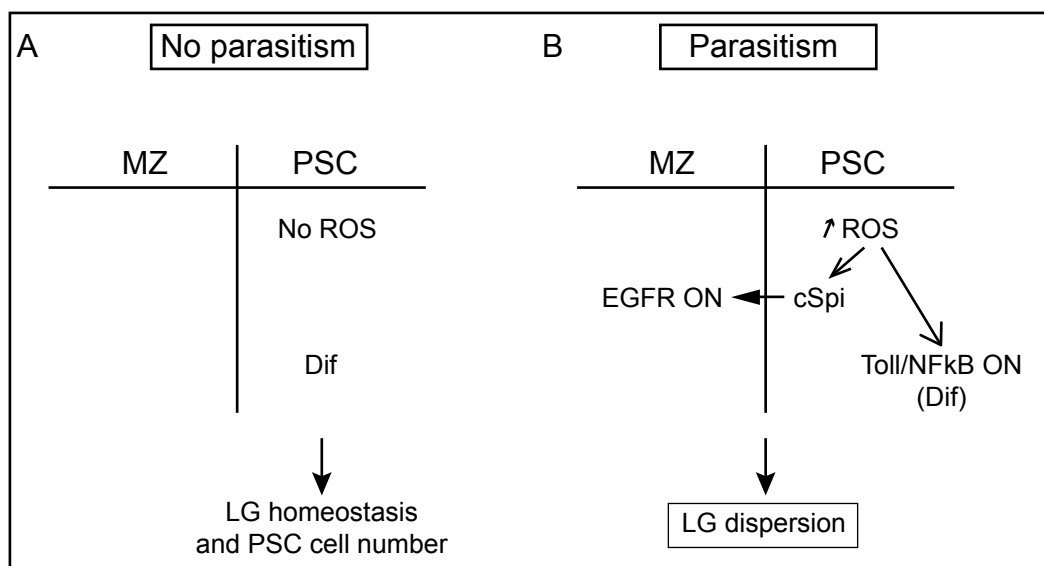 A
No parasitism
MZ
PSC
No ROS
Dif
LG homeostasis
and PSC cell number
B
Parasitism
MZ
PSC
ROS
EGFR ON
cSpi
Toll/NFkB ON
(Dif)
LG dispersion